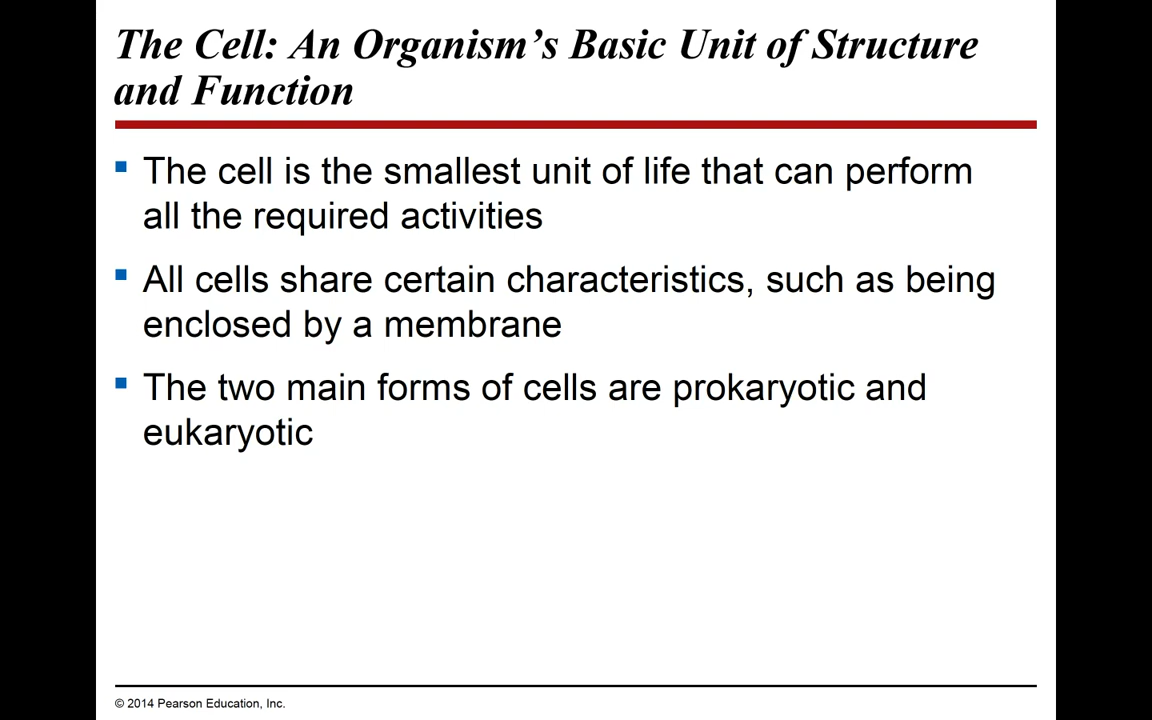 The Cell: An Organism’s Basic Unit of Structure
and Function
▪ The cell is the smallest unit of life that can perform
all the required activities
▪ All cells share certain characteristics, such as being
enclosed by a membrane
▪ The two main forms of cells are prokaryotic and
eukaryotic
© 2014 Pearson Education, Inc.